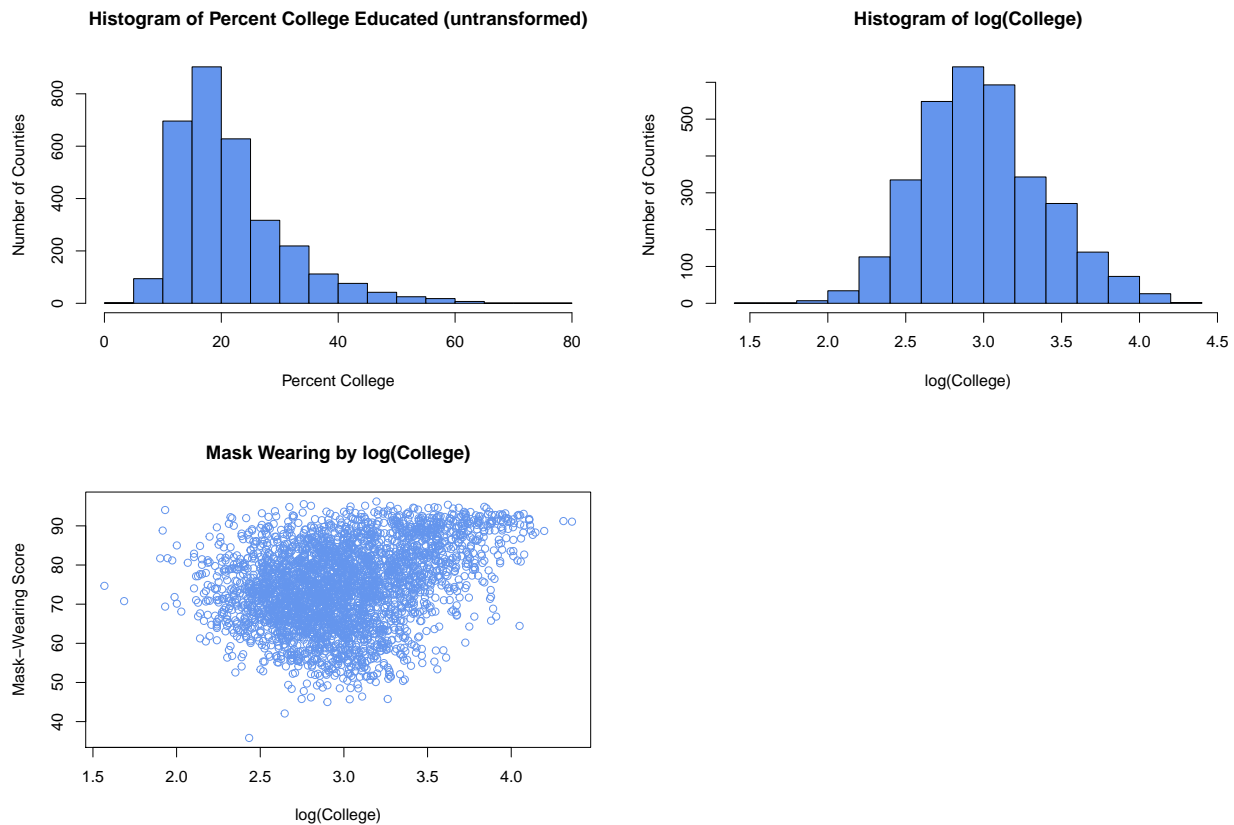 Histogram of Percent College Educated (untransformed)
Number of Counties
800
600
400
200
0
0 20 40 60 80
Percent College
Histogram of log(College)
Number of Counties
500
300
100
0
1.5 2.0 2.5 3.0 3.5 4.0 4.5
log(College)
Mask Wearing by log(College)
Mask−Wearing Score
90
80
70
60
50
40
1.5 2.0 2.5 3.0 3.5 4.0
log(College)